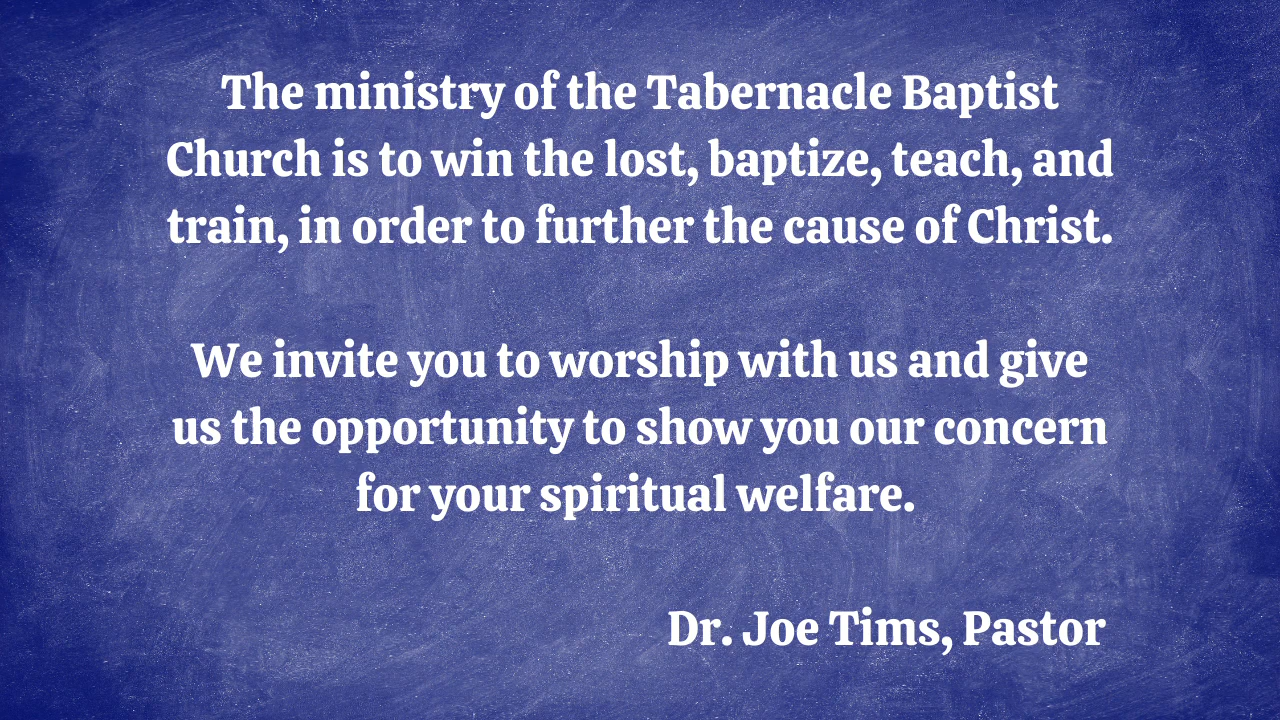 The ministry of the Tabernacle Baptist
Church is to win the lost, baptize, teach, and
train, in order to further the cause of Christ.
We invite you to worship with us and give
us the opportunity to show you our concern
for your spiritual welfare.
Dr. Joe Tims, Pastor